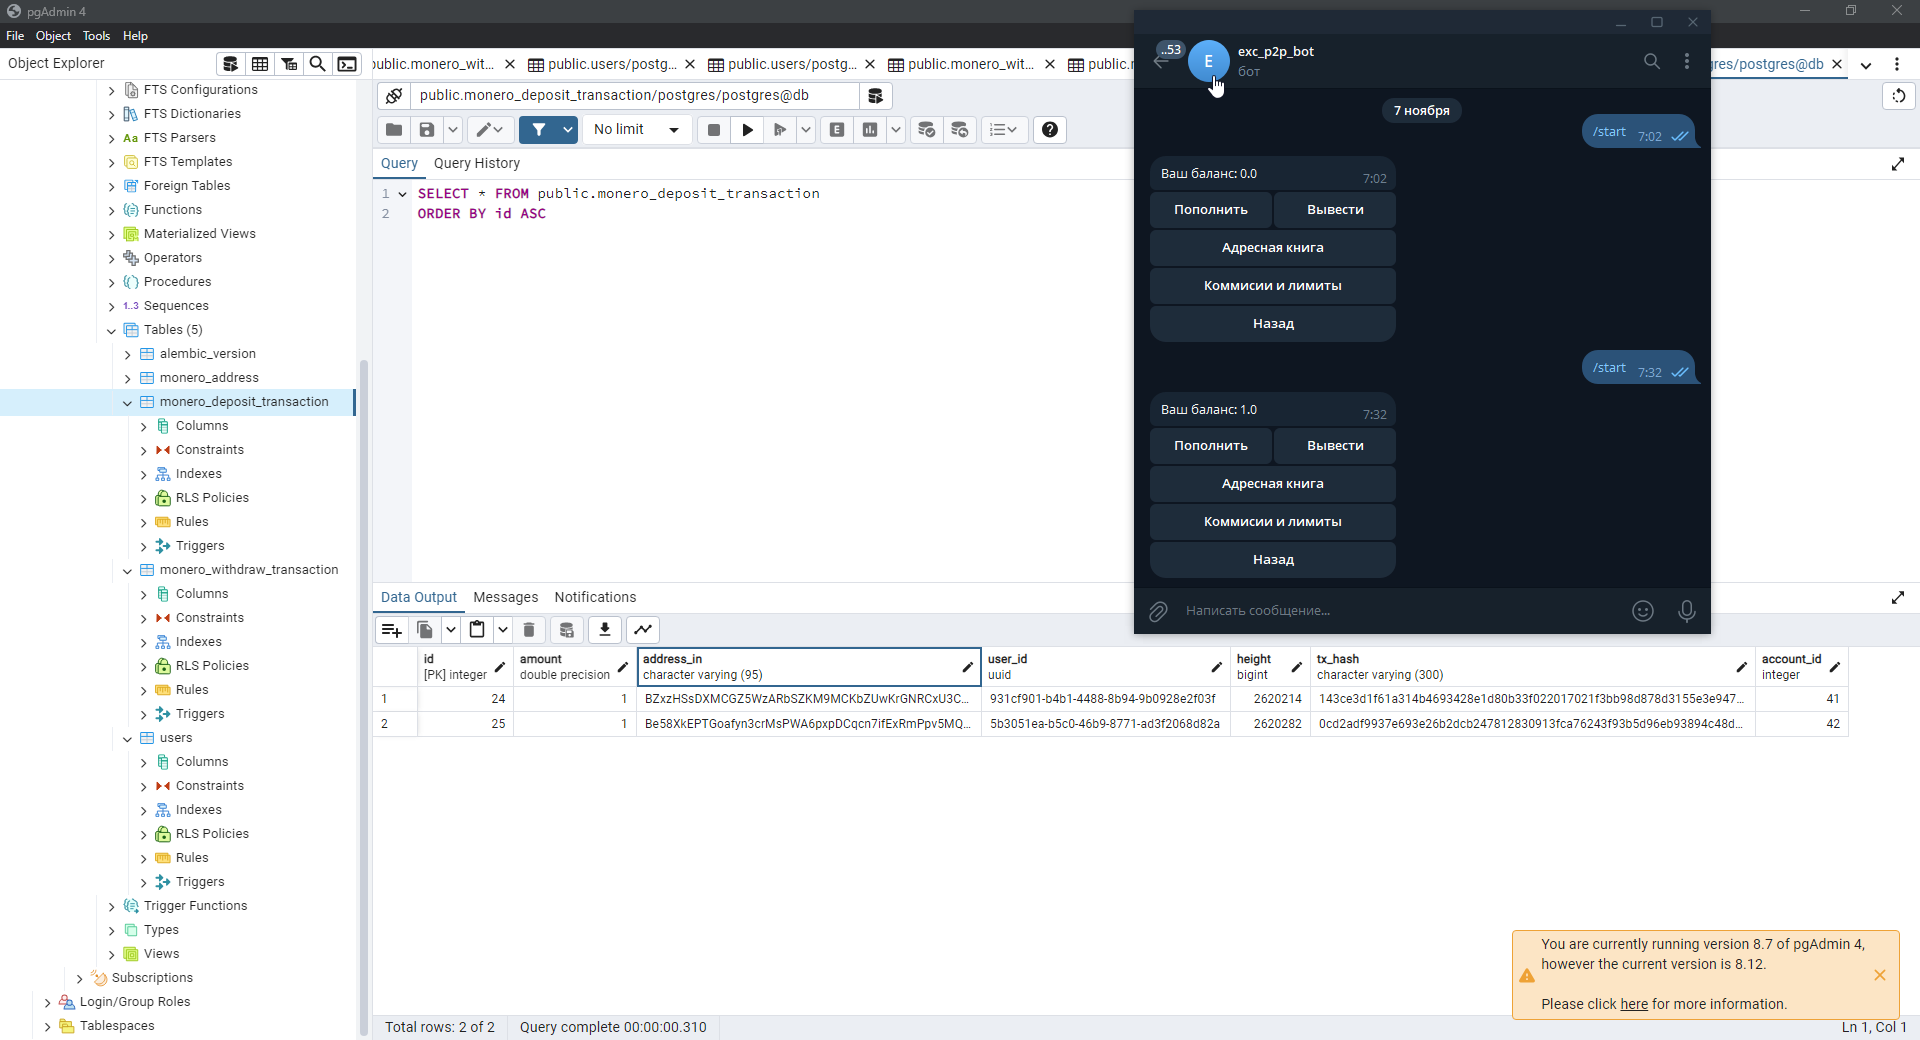 pgAdmin 4
File Object Tools Help
Object Explorer
FTS Configurations
FTS Dictionaries
Aa FTS Parsers
FTS Templates
Foreign Tables
Functions
Materialized Views
Operators
Procedures
1..3 Sequences
Tables (5)
alembic_version
monero_address
monero_deposit_transaction
Columns
Constraints
Indexes
RLS Policies
Rules
Triggers
monero_withdraw_transaction
Columns
Constraints
Indexes
RLS Policies
Rules
Triggers
users
Columns
Constraints
Indexes
RLS Policies
Rules
Triggers
Trigger Functions
Types
Views
Subscriptions
Login/Group Roles
Tablespaces
public.monero_wit... public.users/postg... public.users/postg... public.monero_wit... public.m
gres/postgres@db
public.monero_deposit_transaction/postgres/postgres@db
No limit
Query Query History
1 SELECT * FROM public.monero_deposit_transaction
2 ORDER BY id ASC
..53
E
exc_p2p_bot
бот
7 ноября
/start 7:02
Ваш баланс: 0.0 7:02
Пополнить Вывести
Адресная книга
Коммисии и лимиты
Назад
/start 7:32
Ваш баланс: 1.0 7:32
Пополнить Вывести
Адресная книга
Коммисии и лимиты
Назад
Написать сообщение...
Data Output Messages Notifications
id amount address_in user_id height tx_hash account_id
[PK] integer double precision character varying (95) uuid bigint character varying (300) integer
1 24 1 BZxzHSsDXMCGZ5WzARbSZKM9MCKbZUwKrGNRCxU3C... 931cf901-b4b1-4488-8b94-9b0928e2f03f 2620214 143ce3d1f61a314b4693428e1d80b33f022017021f3bb98d878d3155e3e947... 41
2 25 1 Be58XkEPTGoafyn3crMsPWA6pxpDCqcn7ifExRmPpv5MQ... 5b3051ea-b5c0-46b9-8771-ad3f2068d82a 2620282 0cd2adf9937e693e26b2dcb247812830913fca76243f93b5d96eb93894c48d... 42
You are currently running version 8.7 of pgAdmin 4,
however the current version is 8.12.
Please click here for more information.
Total rows: 2 of 2 Query complete 00:00:00.310
Ln 1, Col 1